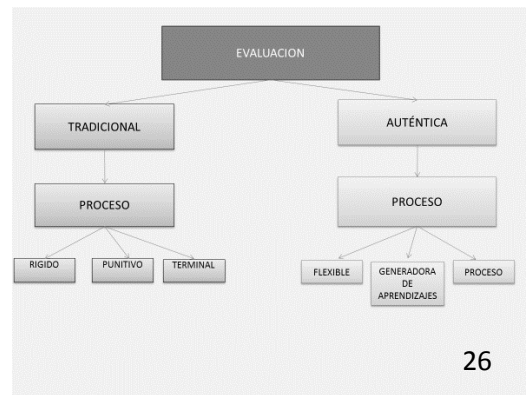 EVALUACION
TRADICIONAL
AUTÉNTICA
PROCESO
PROCESO
RIGIDO
PUNITIVO
TERMINAL
FLEXIBLE
GENERADORA
DE
APRENDIZAJES
PROCESO
26